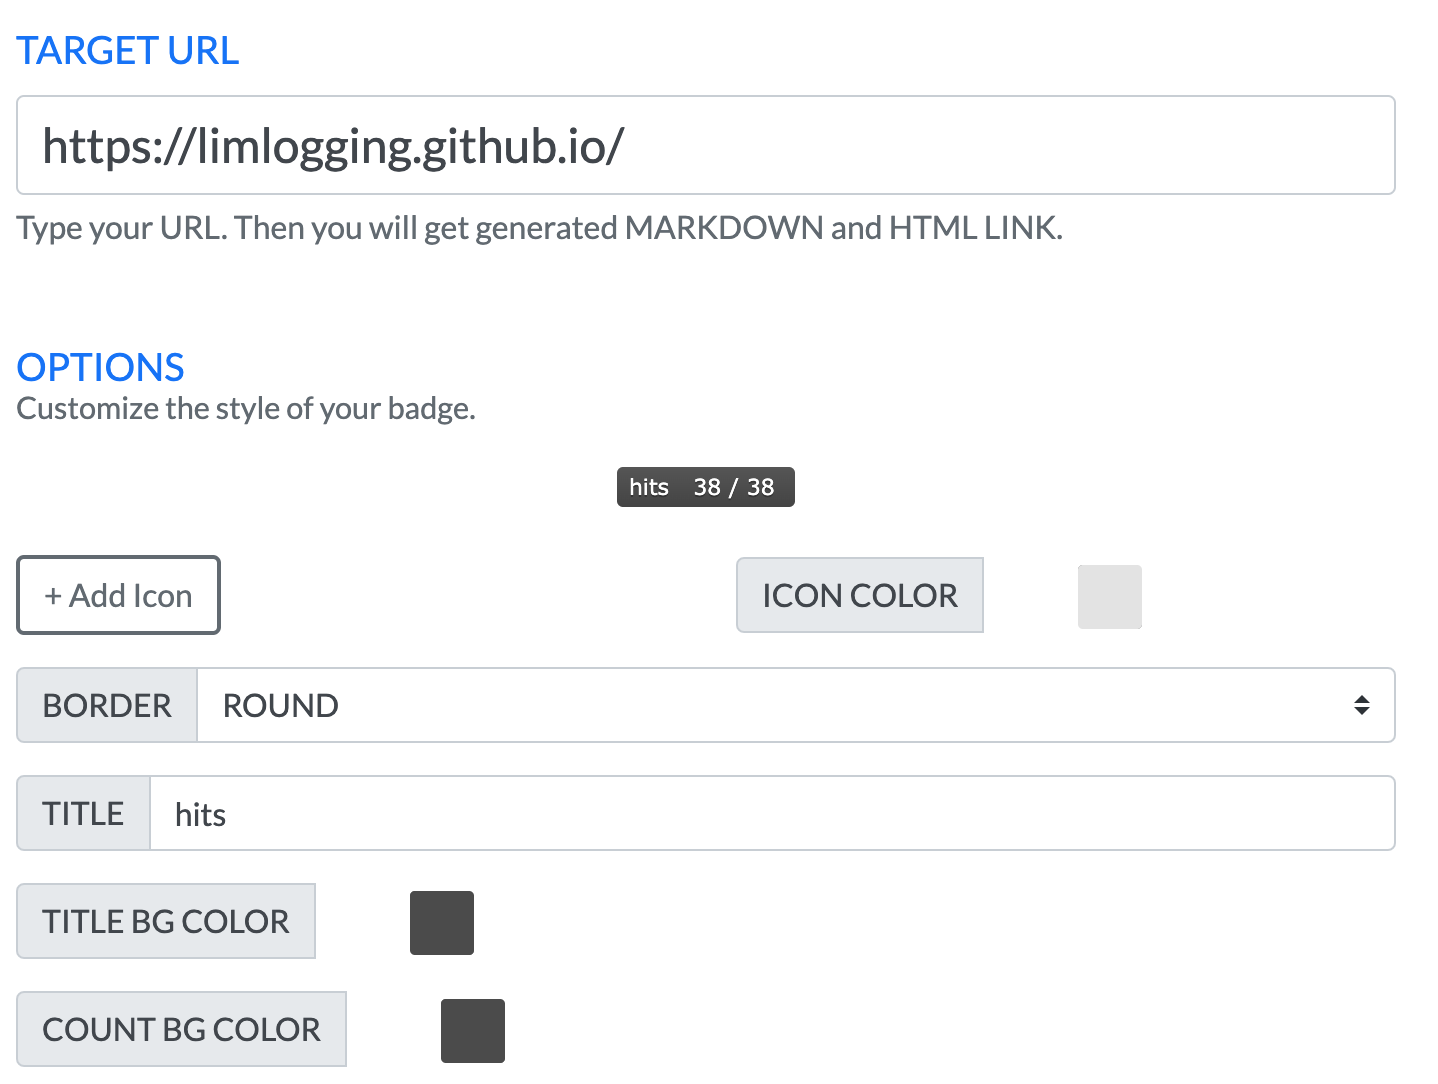 TARGET URL
https://limlogging.github.io/
Type your URL. Then you will get generated MARKDOWN and HTML LINK.
OPTIONS
Customize the style of your badge.
hits 38 / 38
+ Add Icon ICON COLOR
BORDER ROUND
TITLE hits
TITLE BG COLOR
COUNT BG COLOR